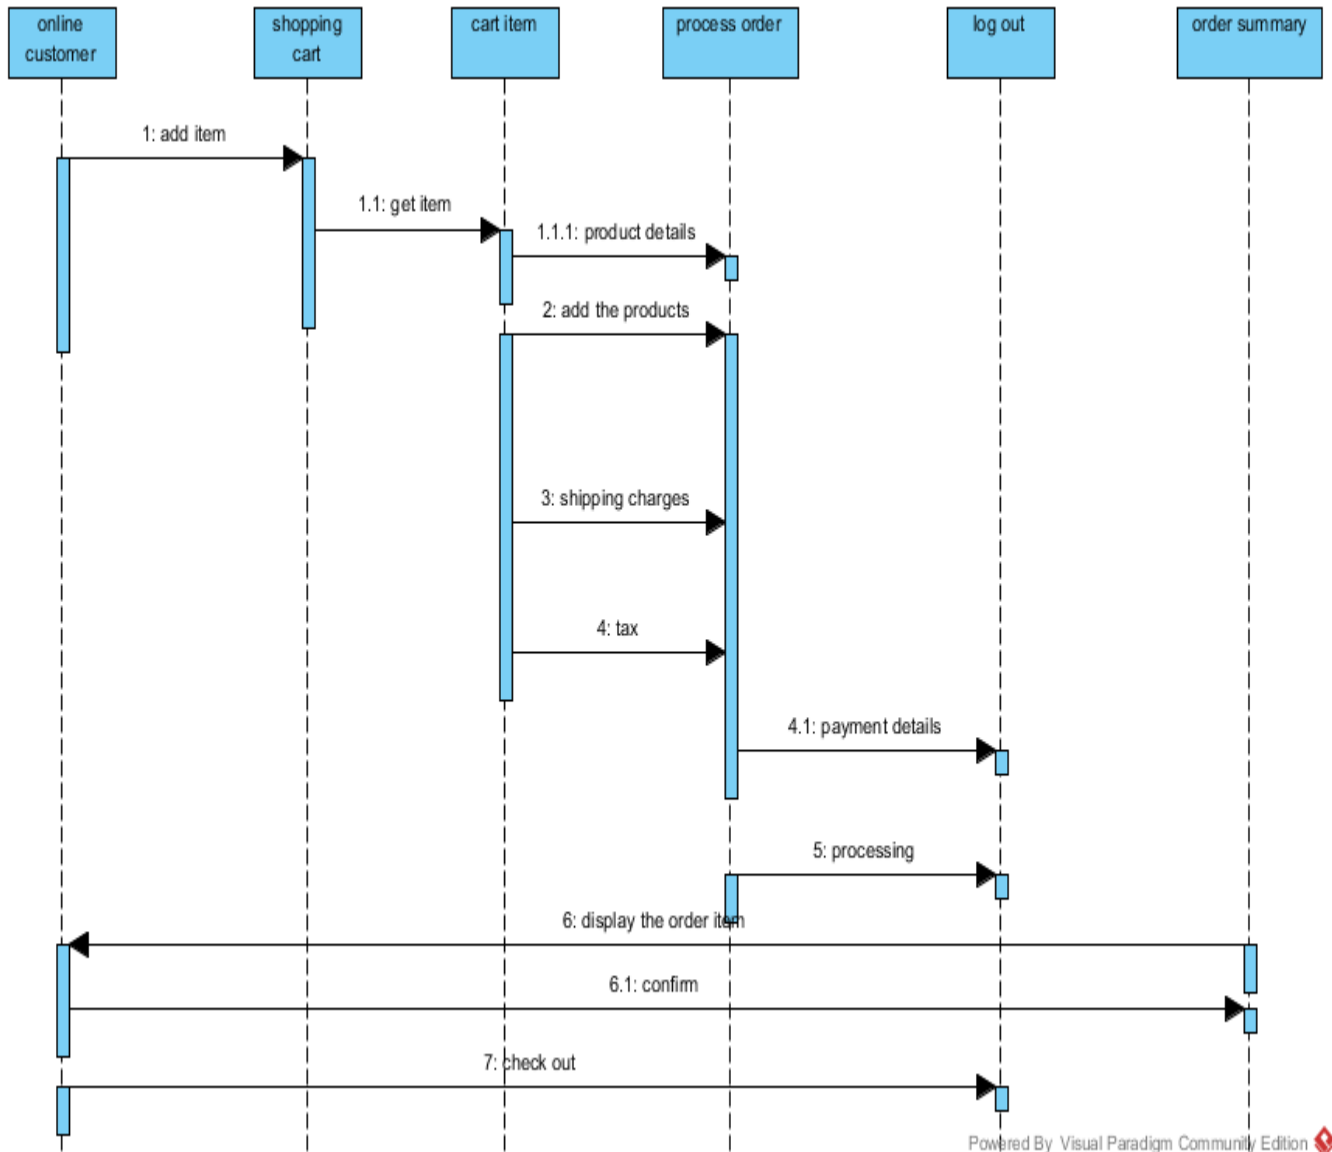 online
customer
shopping
cart
cart item
process order
log out
order summary
1: add item
1.1: get item
1.1.1: product details
2: add the products
3: shipping charges
4: tax
4.1: payment details
5: processing
6: display the order item
6.1: confirm
7: check out
Powered By Visual Paradigm Community Edition